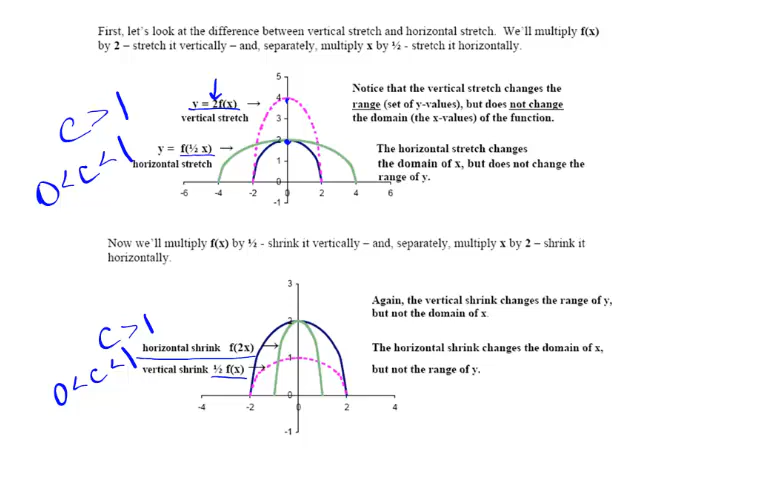 First, let's look at the difference between vertical stretch and horizontal stretch. We'll multiply f(x)
by 2 – stretch it vertically – and, separately, multiply x by ½ - stretch it horizontally.
C > 1
0 < C < 1
y = 2f(x) →
vertical stretch
y = f(½ x) →
horizontal stretch
5
4
3
2
1
0
-1
-6 -4 -2 0 2 4 6
Notice that the vertical stretch changes the
range (set of y-values), but does not change
the domain (the x-values) of the function.
The horizontal stretch changes
the domain of x, but does not change the
range of y.
Now we'll multiply f(x) by ½ - shrink it vertically – and, separately, multiply x by 2 – shrink it
horizontally.
C > 1
0 < C < 1
horizontal shrink f(2x)
vertical shrink ½ f(x)
3
2
1
0
-1
-4 -2 0 2 4
Again, the vertical shrink changes the range of y,
but not the domain of x.
The horizontal shrink changes the domain of x,
but not the range of y.